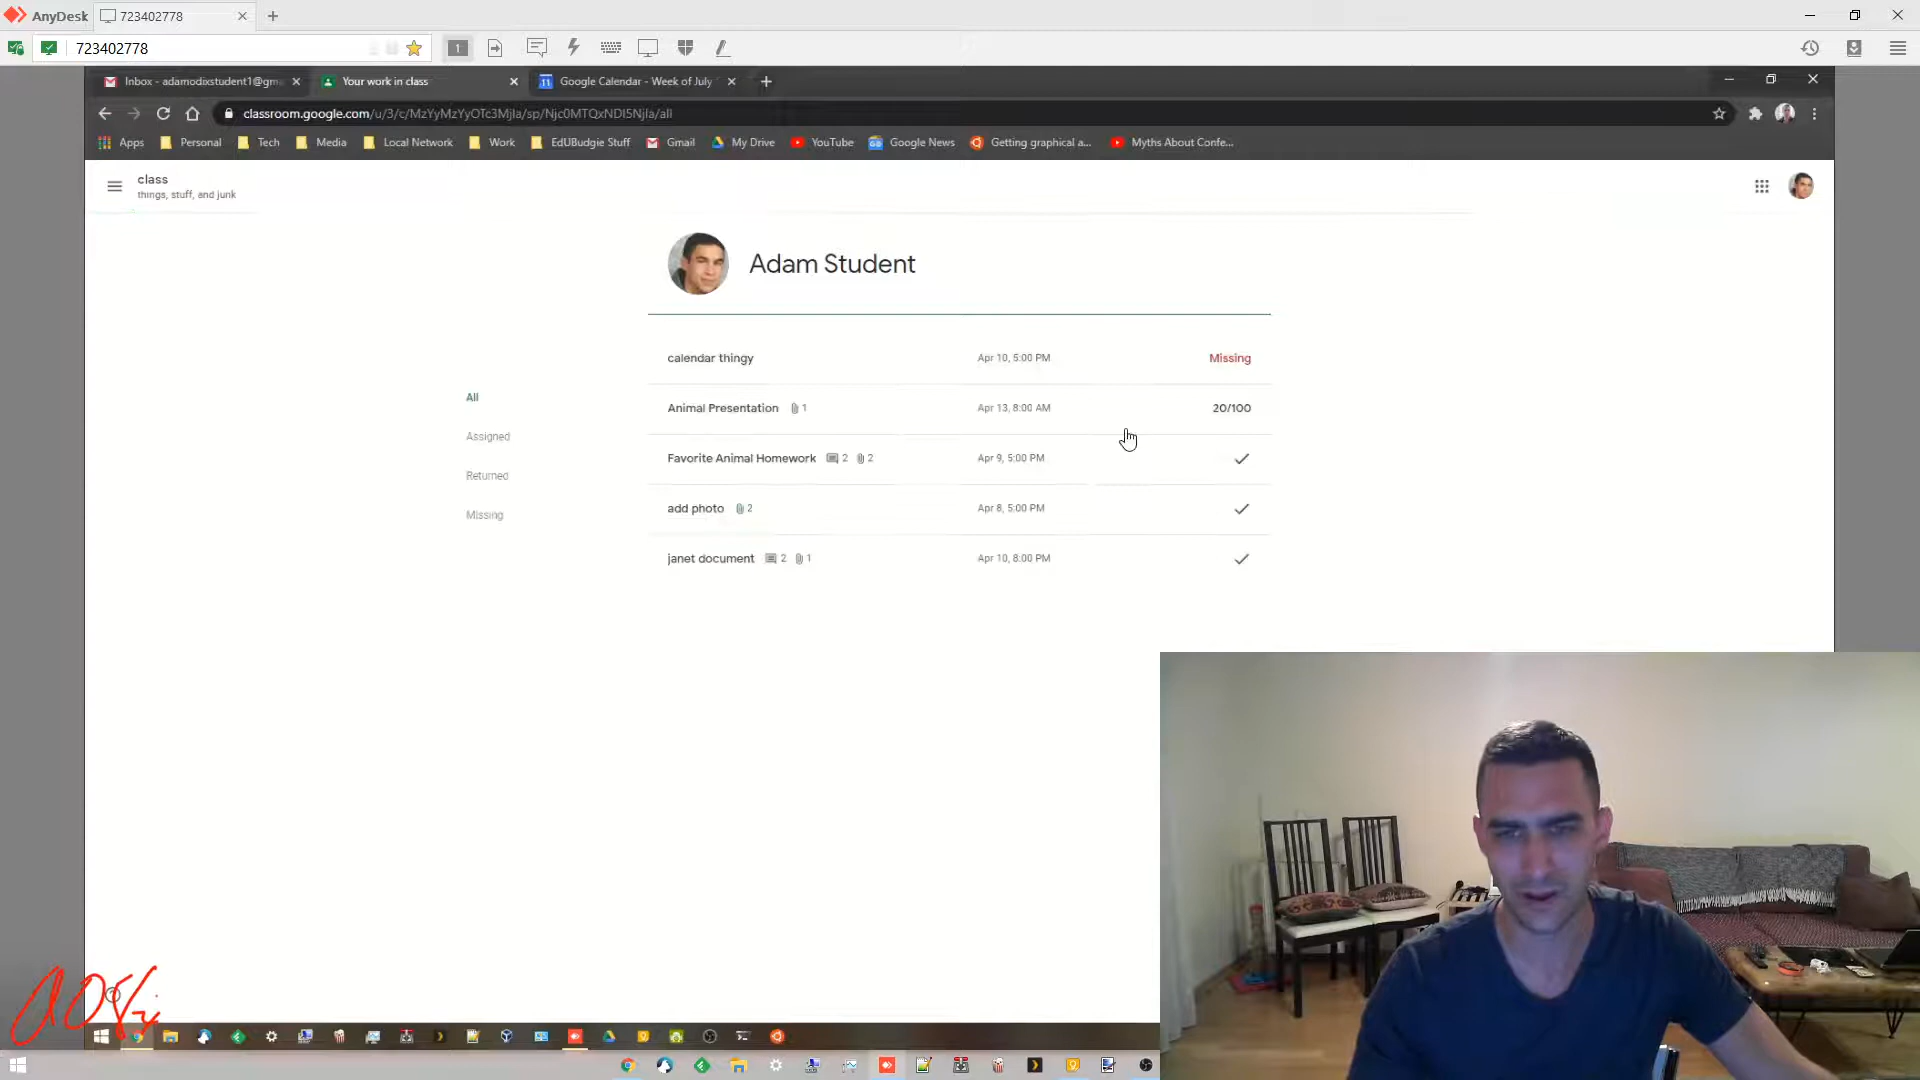 AnyDesk 723402778
723402778 1
Inbox - adamodixstudent1@gm Your work in class Google Calendar - Week of July
classroom.google.com/u/3/c/MzYyMzYyOTc3Mjla/sp/Njc0MTQxNDI5Njla/all
Apps Personal Tech Media Local Network Work EdUBudgie Stuff Gmail My Drive YouTube Google News Getting graphical a... Myths About Confe...
class
things, stuff, and junk
Adam Student
calendar thingy Apr 10, 5:00 PM Missing
All
Animal Presentation 1 Apr 13, 8:00 AM 20/100
Assigned
Favorite Animal Homework 2 2 Apr 9, 5:00 PM
Returned
add photo 2 Apr 8, 5:00 PM
Missing
janet document 2 1 Apr 10, 8:00 PM